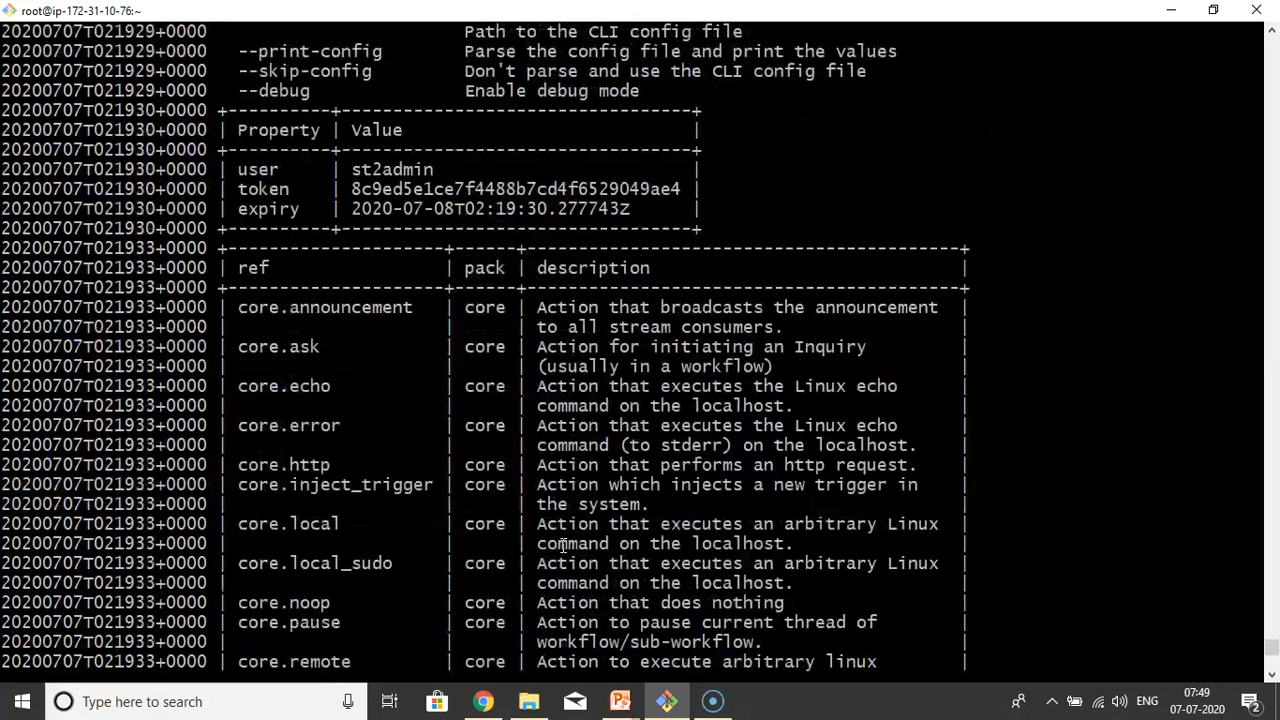 root@ip-172-31-10-76:~
20200707T021929+0000                         Path to the CLI config file
20200707T021929+0000   --print-config        Parse the config file and print the values
20200707T021929+0000   --skip-config         Don't parse and use the CLI config file
20200707T021929+0000   --debug               Enable debug mode
20200707T021930+0000 +----------+----------------------------------+
20200707T021930+0000 | Property | Value                            |
20200707T021930+0000 +----------+----------------------------------+
20200707T021930+0000 | user     | st2admin                         |
20200707T021930+0000 | token    | 8c9ed5e1ce7f4488b7cd4f6529049ae4 |
20200707T021930+0000 | expiry   | 2020-07-08T02:19:30.277743Z      |
20200707T021930+0000 +----------+----------------------------------+
20200707T021933+0000 +---------------------+------+------------------------------------------+
20200707T021933+0000 | ref                 | pack | description                              |
20200707T021933+0000 +---------------------+------+------------------------------------------+
20200707T021933+0000 | core.announcement   | core | Action that broadcasts the announcement  |
20200707T021933+0000 |                     |      | to all stream consumers.                 |
20200707T021933+0000 | core.ask            | core | Action for initiating an Inquiry         |
20200707T021933+0000 |                     |      | (usually in a workflow)                  |
20200707T021933+0000 | core.echo           | core | Action that executes the Linux echo      |
20200707T021933+0000 |                     |      | command on the localhost.                |
20200707T021933+0000 | core.error          | core | Action that executes the Linux echo      |
20200707T021933+0000 |                     |      | command (to stderr) on the localhost.    |
20200707T021933+0000 | core.http           | core | Action that performs an http request.    |
20200707T021933+0000 | core.inject_trigger | core | Action which injects a new trigger in    |
20200707T021933+0000 |                     |      | the system.                              |
20200707T021933+0000 | core.local          | core | Action that executes an arbitrary Linux  |
20200707T021933+0000 |                     |      | command on the localhost.                |
20200707T021933+0000 | core.local_sudo     | core | Action that executes an arbitrary Linux  |
20200707T021933+0000 |                     |      | command on the localhost.                |
20200707T021933+0000 | core.noop           | core | Action that does nothing                 |
20200707T021933+0000 | core.pause          | core | Action to pause current thread of        |
20200707T021933+0000 |                     |      | workflow/sub-workflow.                   |
20200707T021933+0000 | core.remote         | core | Action to execute arbitrary linux        |
Type here to search
ENG
07:49
07-07-2020
2